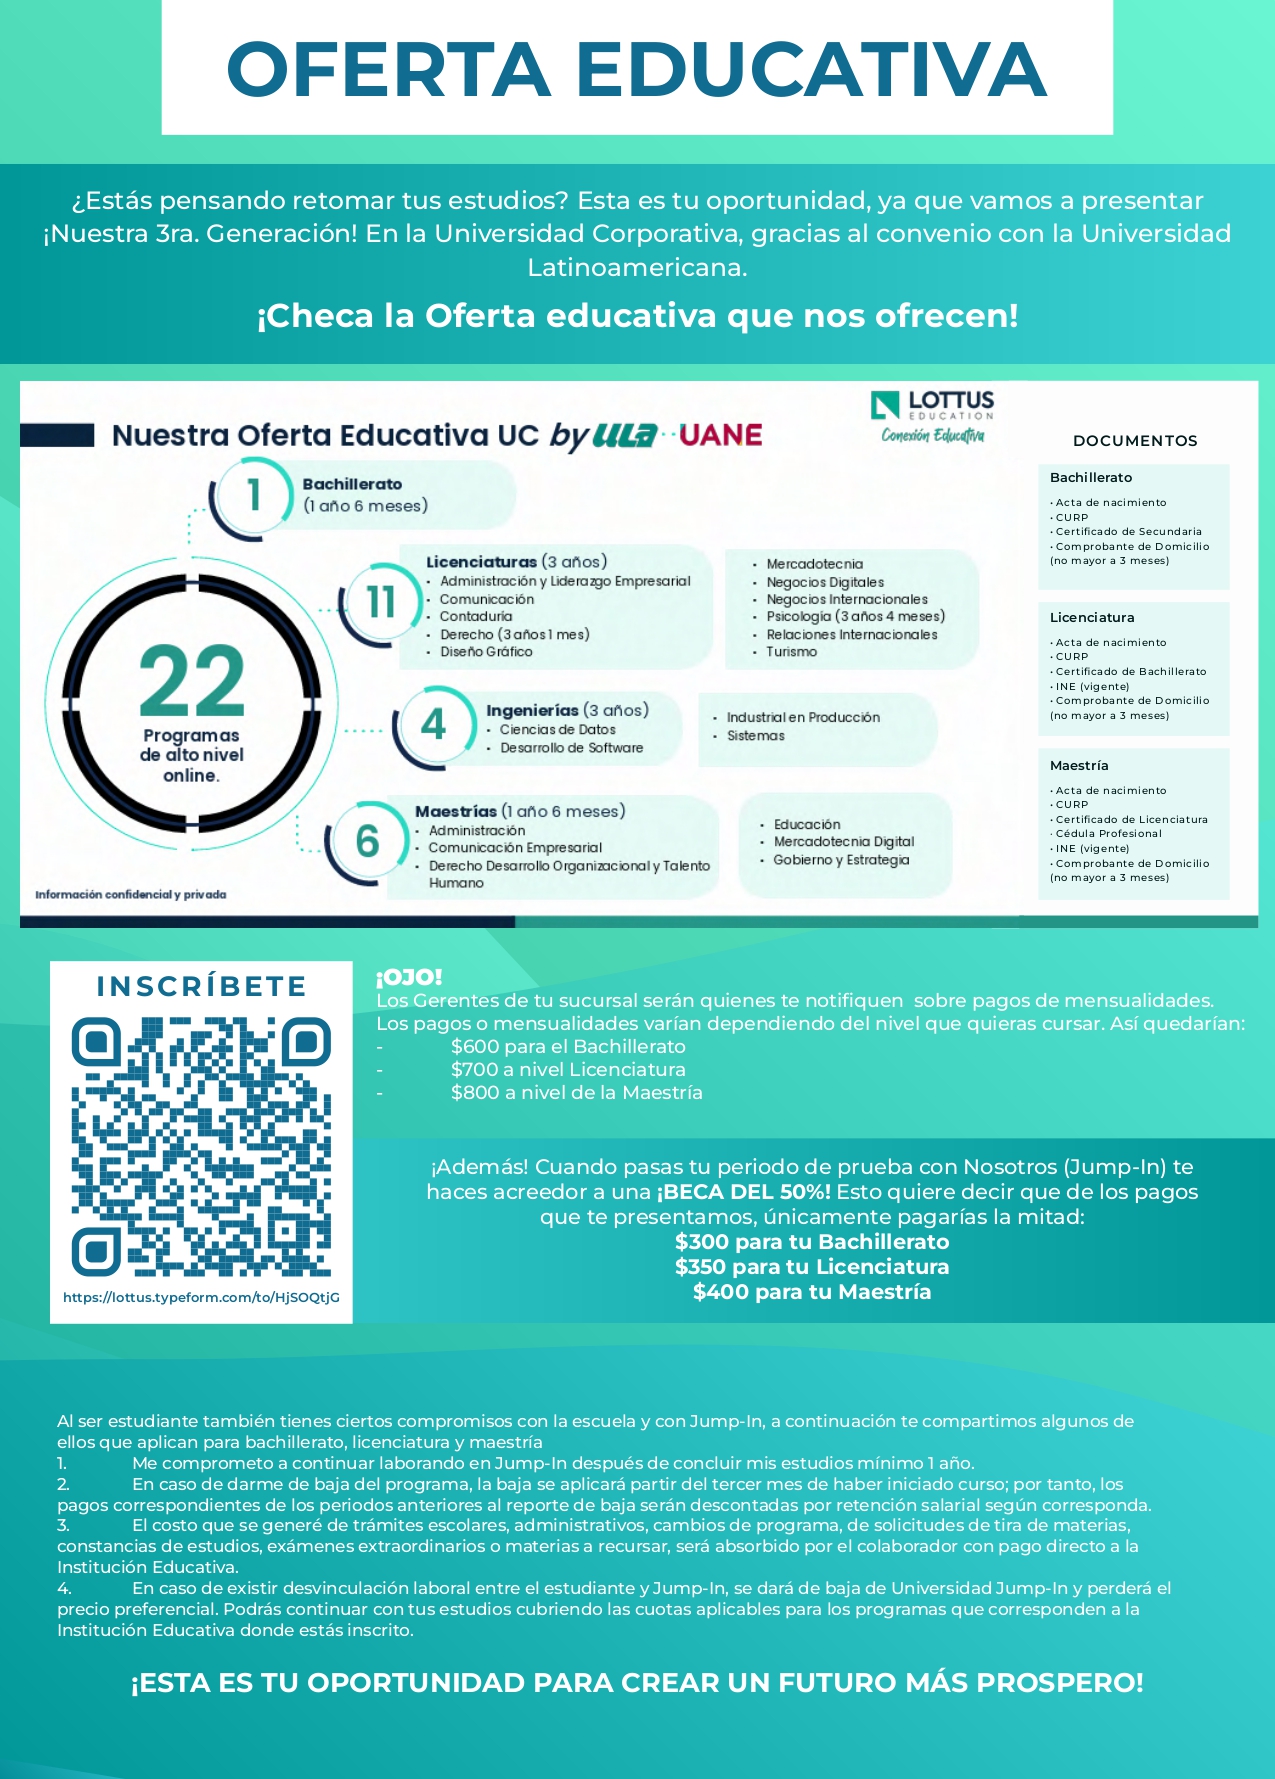 OFERTA EDUCATIVA
¿Estás pensando retomar tus estudios? Esta es tu oportunidad, ya que vamos a presentar
¡Nuestra 3ra. Generación! En la Universidad Corporativa, gracias al convenio con la Universidad
Latinoamericana.
¡Checa la Oferta educativa que nos ofrecen!
LOTTUS
EDUCATION
Conexión Educativa
Nuestra Oferta Educativa UC by ULA UANE
1
Bachillerato
(1 año 6 meses)
11
Licenciaturas (3 años)
• Administración y Liderazgo Empresarial
• Comunicación
• Contaduría
• Derecho (3 años 1 mes)
• Diseño Gráfico
• Mercadotecnia
• Negocios Digitales
• Negocios Internacionales
• Psicología (3 años 4 meses)
• Relaciones Internacionales
• Turismo
22
Programas
de alto nivel
online.
4
Ingenierías (3 años)
• Ciencias de Datos
• Desarrollo de Software
• Industrial en Producción
• Sistemas
6
Maestrías (1 año 6 meses)
• Administración
• Comunicación Empresarial
• Derecho Desarrollo Organizacional y Talento
Humano
• Educación
• Mercadotecnia Digital
• Gobierno y Estrategia
Información confidencial y privada
DOCUMENTOS
Bachillerato
• Acta de nacimiento
• CURP
• Certificado de Secundaria
• Comprobante de Domicilio
(no mayor a 3 meses)
Licenciatura
• Acta de nacimiento
• CURP
• Certificado de Bachillerato
• INE (vigente)
• Comprobante de Domicilio
(no mayor a 3 meses)
Maestría
• Acta de nacimiento
• CURP
• Certificado de Licenciatura
• Cédula Profesional
• INE (vigente)
• Comprobante de Domicilio
(no mayor a 3 meses)
INSCRÍBETE
https://lottus.typeform.com/to/HjSOQtjG
¡OJO!
Los Gerentes de tu sucursal serán quienes te notifiquen sobre pagos de mensualidades.
Los pagos o mensualidades varían dependiendo del nivel que quieras cursar. Así quedarían:
- $600 para el Bachillerato
- $700 a nivel Licenciatura
- $800 a nivel de la Maestría
¡Además! Cuando pasas tu periodo de prueba con Nosotros (Jump-In) te
haces acreedor a una ¡BECA DEL 50%! Esto quiere decir que de los pagos
que te presentamos, únicamente pagarías la mitad:
$300 para tu Bachillerato
$350 para tu Licenciatura
$400 para tu Maestría
Al ser estudiante también tienes ciertos compromisos con la escuela y con Jump-In, a continuación te compartimos algunos de
ellos que aplican para bachillerato, licenciatura y maestría
1. Me comprometo a continuar laborando en Jump-In después de concluir mis estudios mínimo 1 año.
2. En caso de darme de baja del programa, la baja se aplicará partir del tercer mes de haber iniciado curso; por tanto, los
pagos correspondientes de los periodos anteriores al reporte de baja serán descontadas por retención salarial según corresponda.
3. El costo que se generé de trámites escolares, administrativos, cambios de programa, de solicitudes de tira de materias,
constancias de estudios, exámenes extraordinarios o materias a recursar, será absorbido por el colaborador con pago directo a la
Institución Educativa.
4. En caso de existir desvinculación laboral entre el estudiante y Jump-In, se dará de baja de Universidad Jump-In y perderá el
precio preferencial. Podrás continuar con tus estudios cubriendo las cuotas aplicables para los programas que corresponden a la
Institución Educativa donde estás inscrito.
¡ESTA ES TU OPORTUNIDAD PARA CREAR UN FUTURO MÁS PROSPERO!